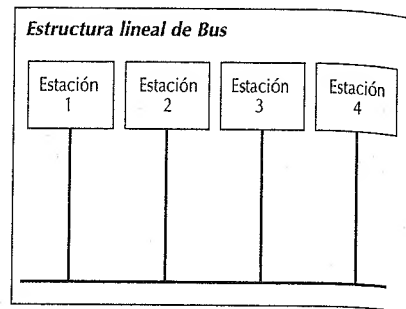 Estructura lineal de Bus
Estación
1
Estación
2
Estación
3
Estación
4